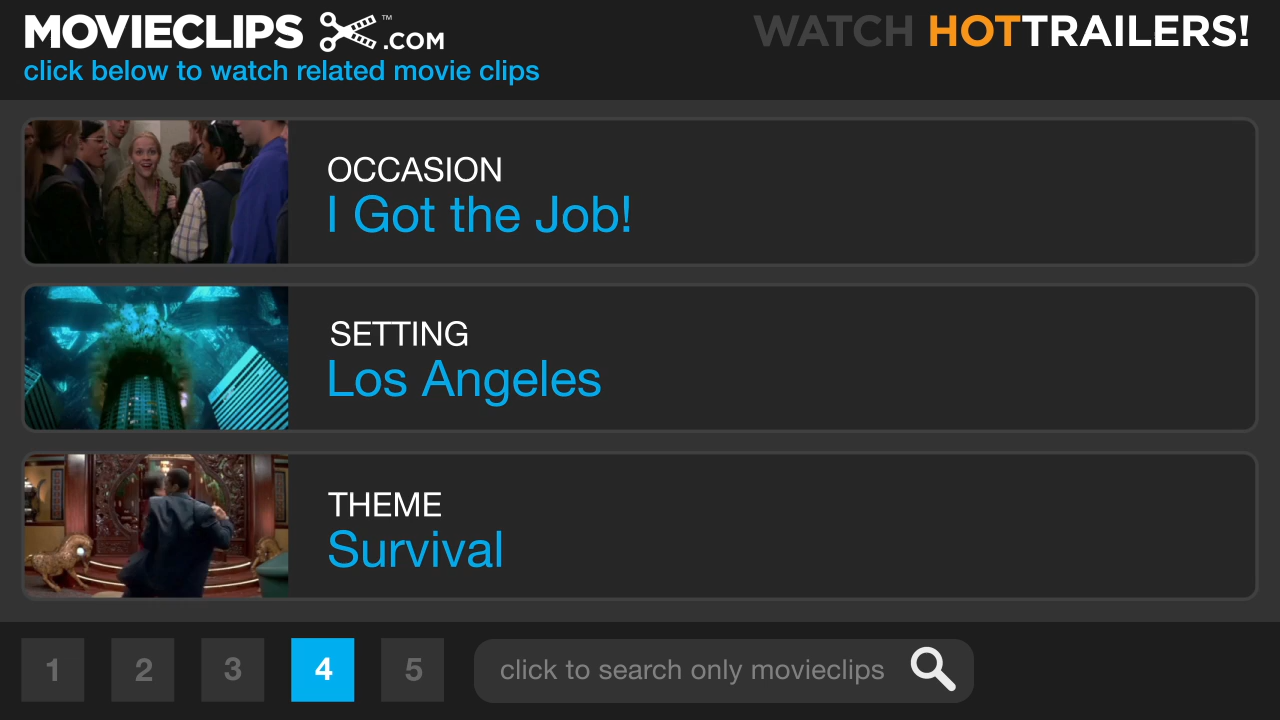 MOVIECLIPS ™ .COM
WATCH HOTTRAILERS!
click below to watch related movie clips
OCCASION
I Got the Job!
SETTING
Los Angeles
THEME
Survival
1 2 3 4 5
click to search only movieclips